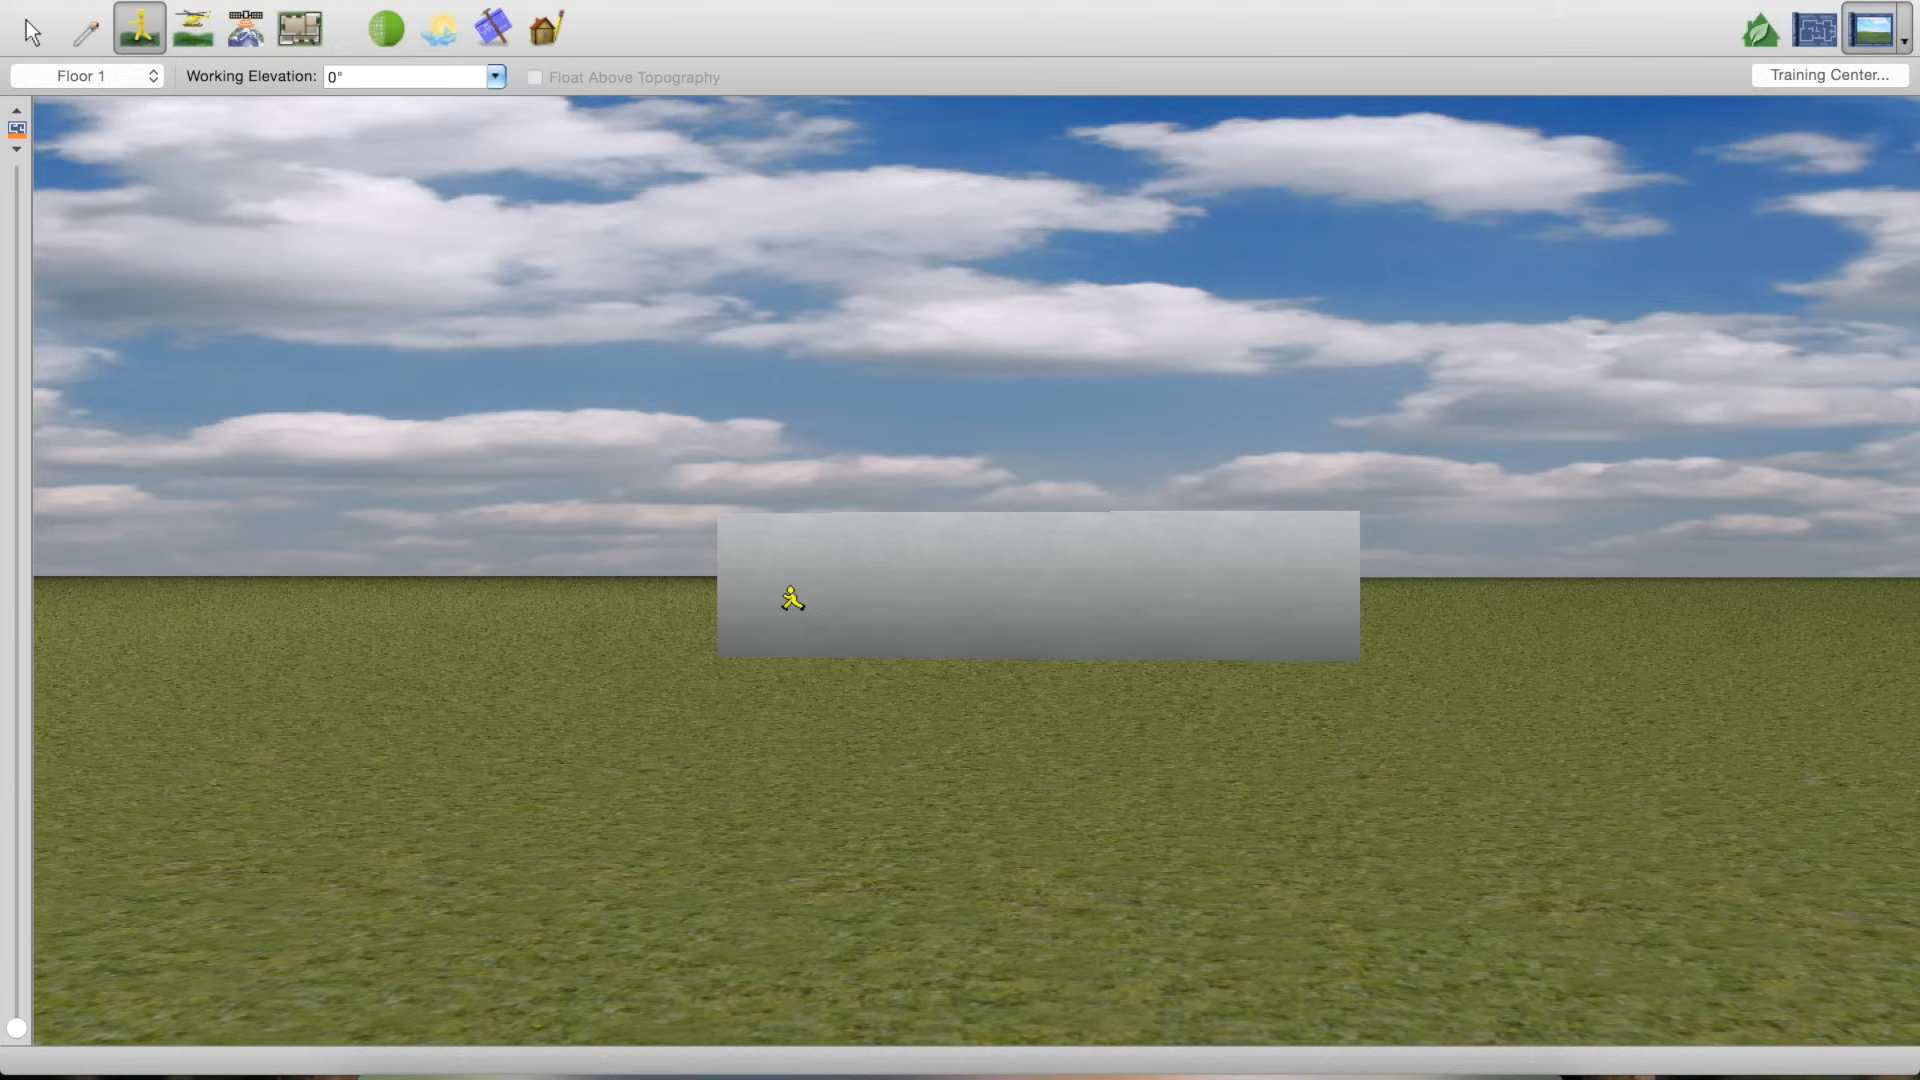 Floor 1
Working Elevation: 0"
Float Above Topography
Training Center...